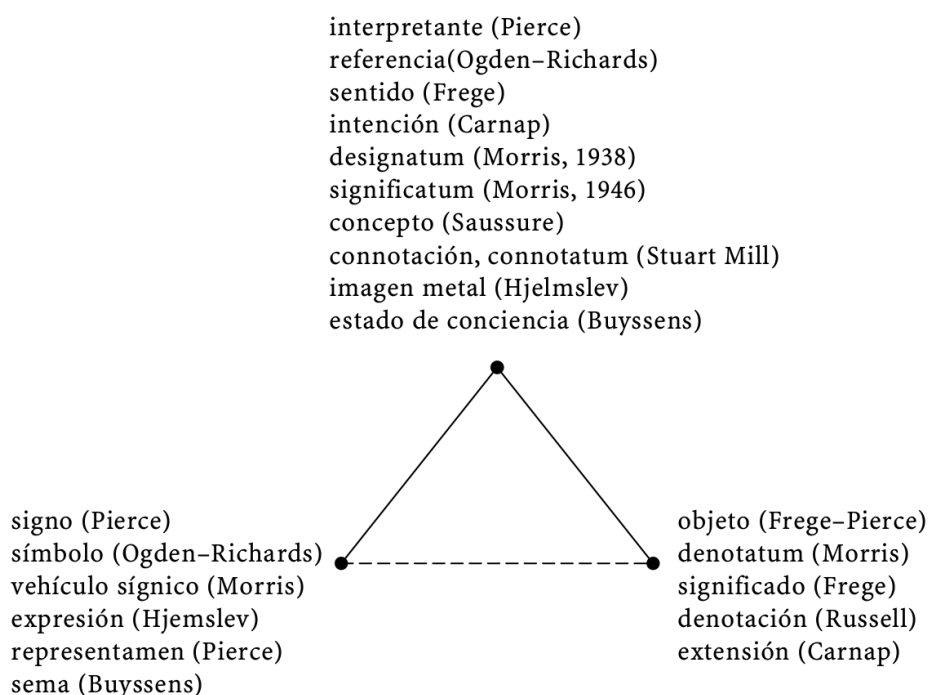 interpretante (Pierce)
referencia(Ogden–Richards)
sentido (Frege)
intención (Carnap)
designatum (Morris, 1938)
significatum (Morris, 1946)
concepto (Saussure)
connotación, connotatum (Stuart Mill)
imagen metal (Hjelmslev)
estado de conciencia (Buyssens)
signo (Pierce)
símbolo (Ogden–Richards)
vehículo sígnico (Morris)
expresión (Hjemslev)
representamen (Pierce)
sema (Buyssens)
objeto (Frege–Pierce)
denotatum (Morris)
significado (Frege)
denotación (Russell)
extensión (Carnap)